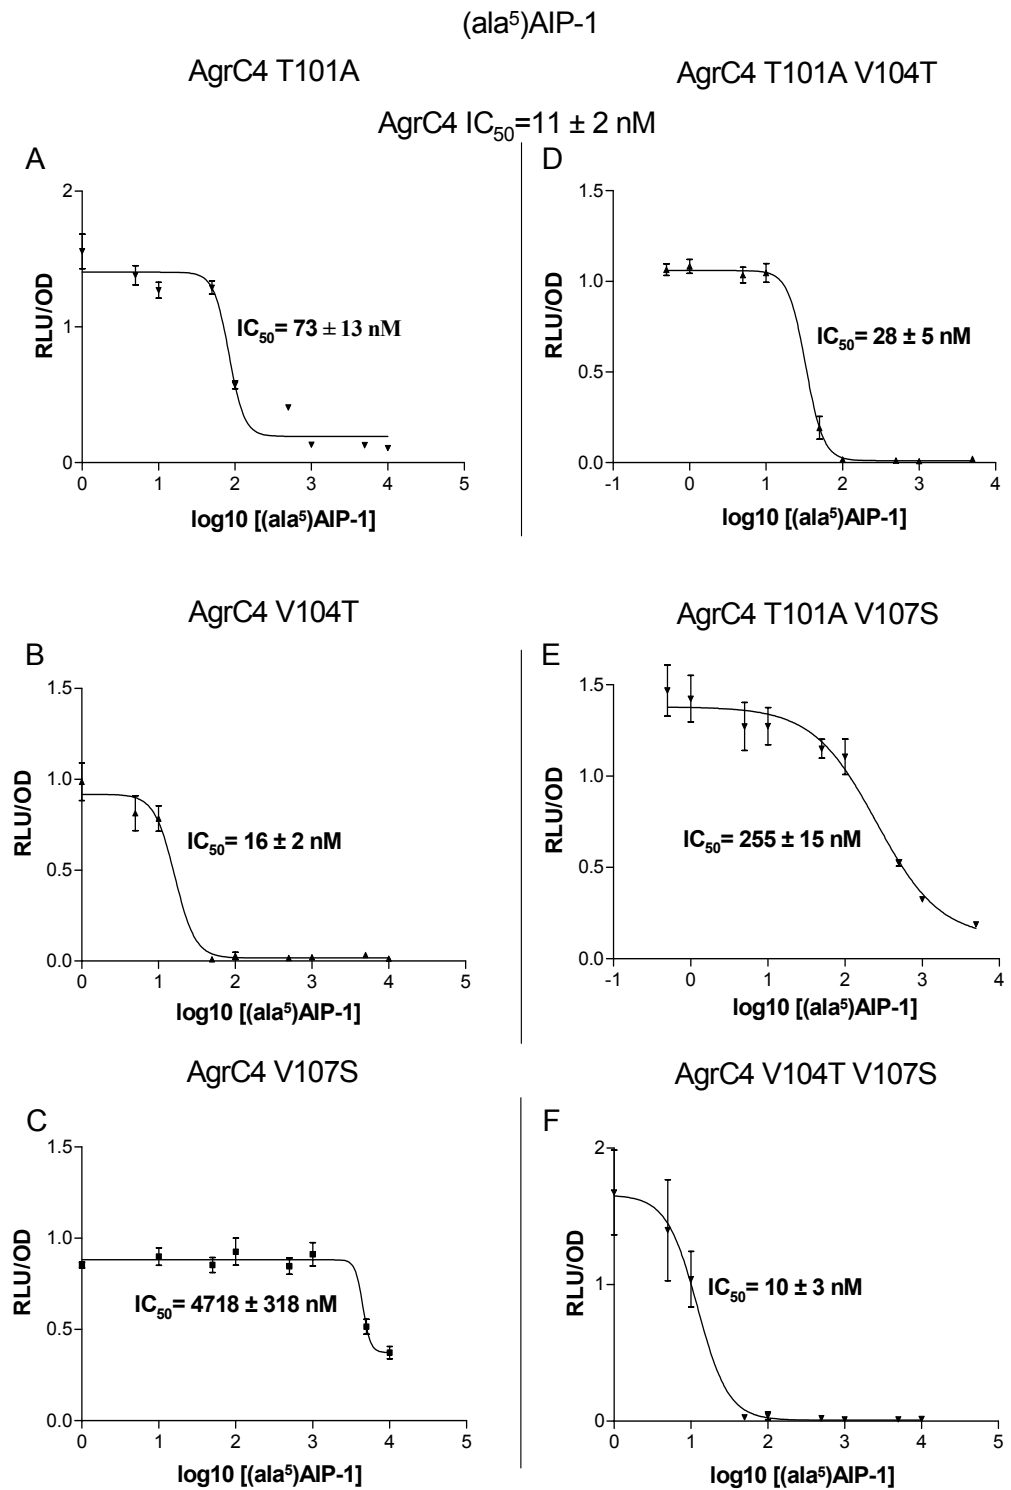 (ala⁵)AIP-1
AgrC4 T101A
AgrC4 T101A V104T
AgrC4 IC₅₀=11 ± 2 nM
A
2
1
0
RLU/OD
IC₅₀= 73 ± 13 nM
0 1 2 3 4 5
log10 [(ala⁵)AIP-1]
D
1.5
1.0
0.5
0.0
RLU/OD
IC₅₀= 28 ± 5 nM
-1 0 1 2 3 4
log10 [(ala⁵)AIP-1]
AgrC4 V104T
B
1.5
1.0
0.5
0.0
RLU/OD
IC₅₀= 16 ± 2 nM
0 1 2 3 4 5
log10 [(ala⁵)AIP-1]
AgrC4 T101A V107S
E
1.5
1.0
0.5
0.0
RLU/OD
IC₅₀= 255 ± 15 nM
-1 0 1 2 3 4
log10 [(ala⁵)AIP-1]
AgrC4 V107S
C
1.5
1.0
0.5
0.0
RLU/OD
IC₅₀= 4718 ± 318 nM
0 1 2 3 4 5
log10 [(ala⁵)AIP-1]
AgrC4 V104T V107S
F
2
1
0
RLU/OD
IC₅₀= 10 ± 3 nM
0 1 2 3 4 5
log10 [(ala⁵)AIP-1]